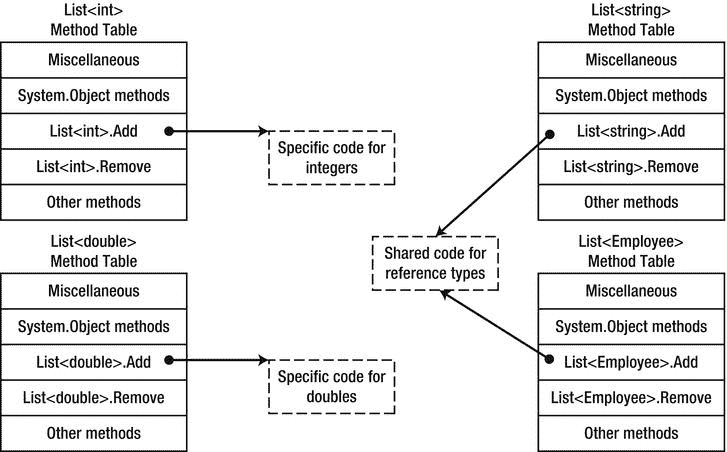 List<int>
Method Table
Miscellaneous
System.Object methods
List<int>.Add
List<int>.Remove
Other methods
Specific code for
integers
List<double>
Method Table
Miscellaneous
System.Object methods
List<double>.Add
List<double>.Remove
Other methods
Specific code for
doubles
List<string>
Method Table
Miscellaneous
System.Object methods
List<string>.Add
List<string>.Remove
Other methods
Shared code for
reference types
List<Employee>
Method Table
Miscellaneous
System.Object methods
List<Employee>.Add
List<Employee>.Remove
Other methods